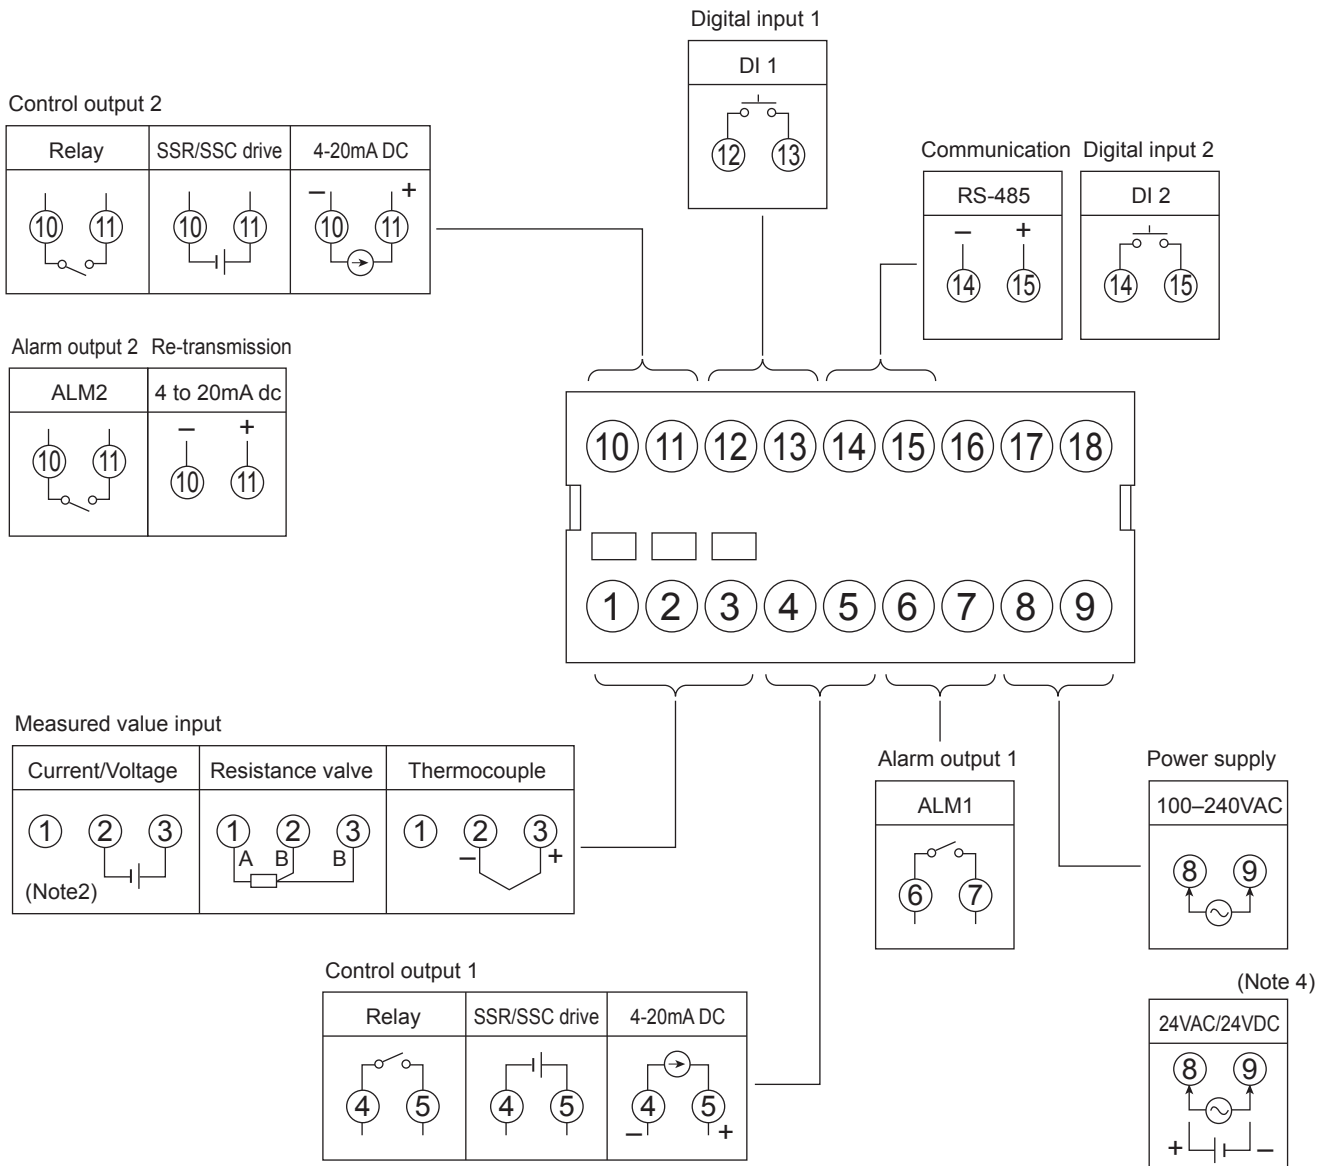 Digital input 1
DI 1
⑫ ⑬
Control output 2
Relay SSR/SSC drive 4-20mA DC
− +
⑩ ⑪ ⑩ ⑪ ⑩ ⑪
Communication Digital input 2
RS-485 DI 2
− +
⑭ ⑮ ⑭ ⑮
Alarm output 2 Re-transmission
ALM2 4 to 20mA dc
− +
⑩ ⑪ ⑩ ⑪
⑩ ⑪ ⑫ ⑬ ⑭ ⑮ ⑯ ⑰ ⑱
① ② ③ ④ ⑤ ⑥ ⑦ ⑧ ⑨
Measured value input
Current/Voltage Resistance valve Thermocouple
① ② ③ ① ② ③ ① ② ③
A B B − +
(Note2)
Alarm output 1
ALM1
⑥ ⑦
Power supply
100–240VAC
⑧ ⑨
(Note 4)
24VAC/24VDC
⑧ ⑨
+ −
Control output 1
Relay SSR/SSC drive 4-20mA DC
④ ⑤ ④ ⑤ ④ ⑤
− +